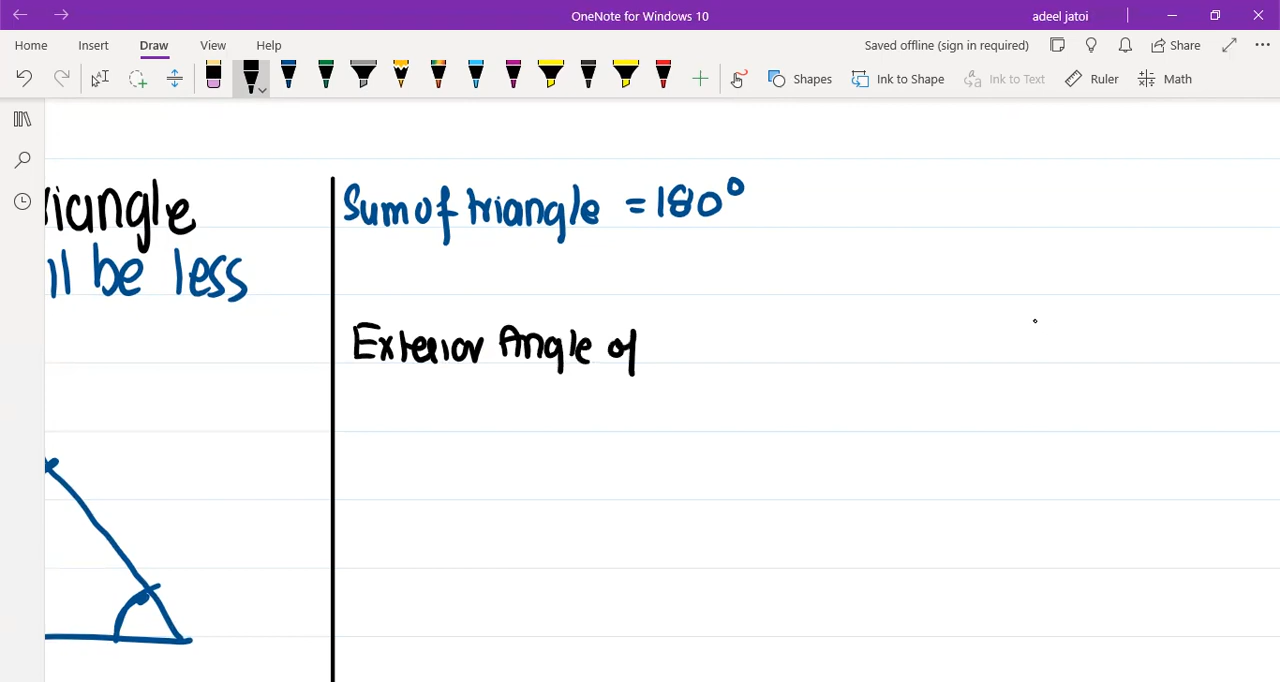 OneNote for Windows 10
adeel jatoi
Home Insert Draw View Help
Saved offline (sign in required) Share
Shapes Ink to Shape Ink to Text Ruler Math
iangle
ll be less
Sum of triangle = 180°
Exterior Angle of